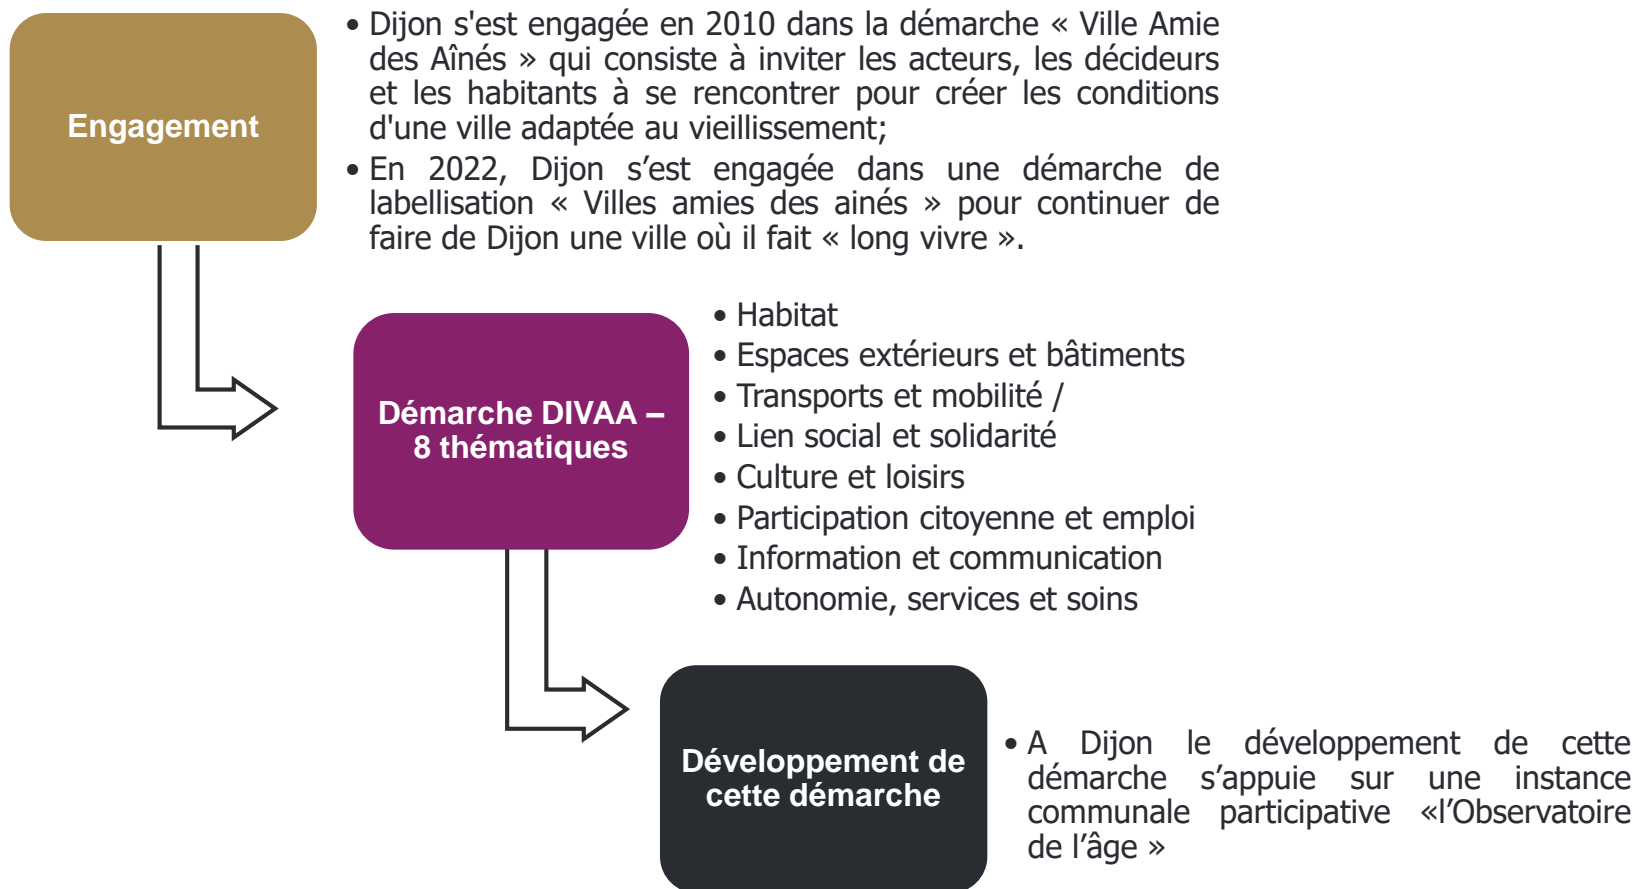 Engagement
• Dijon s'est engagée en 2010 dans la démarche « Ville Amie
des Aînés » qui consiste à inviter les acteurs, les décideurs
et les habitants à se rencontrer pour créer les conditions
d'une ville adaptée au vieillissement;
• En 2022, Dijon s’est engagée dans une démarche de
labellisation « Villes amies des ainés » pour continuer de
faire de Dijon une ville où il fait « long vivre ».
Démarche DIVAA –
8 thématiques
• Habitat
• Espaces extérieurs et bâtiments
• Transports et mobilité /
• Lien social et solidarité
• Culture et loisirs
• Participation citoyenne et emploi
• Information et communication
• Autonomie, services et soins
Développement de
cette démarche
• A Dijon le développement de cette
démarche s’appuie sur une instance
communale participative «l’Observatoire
de l’âge »